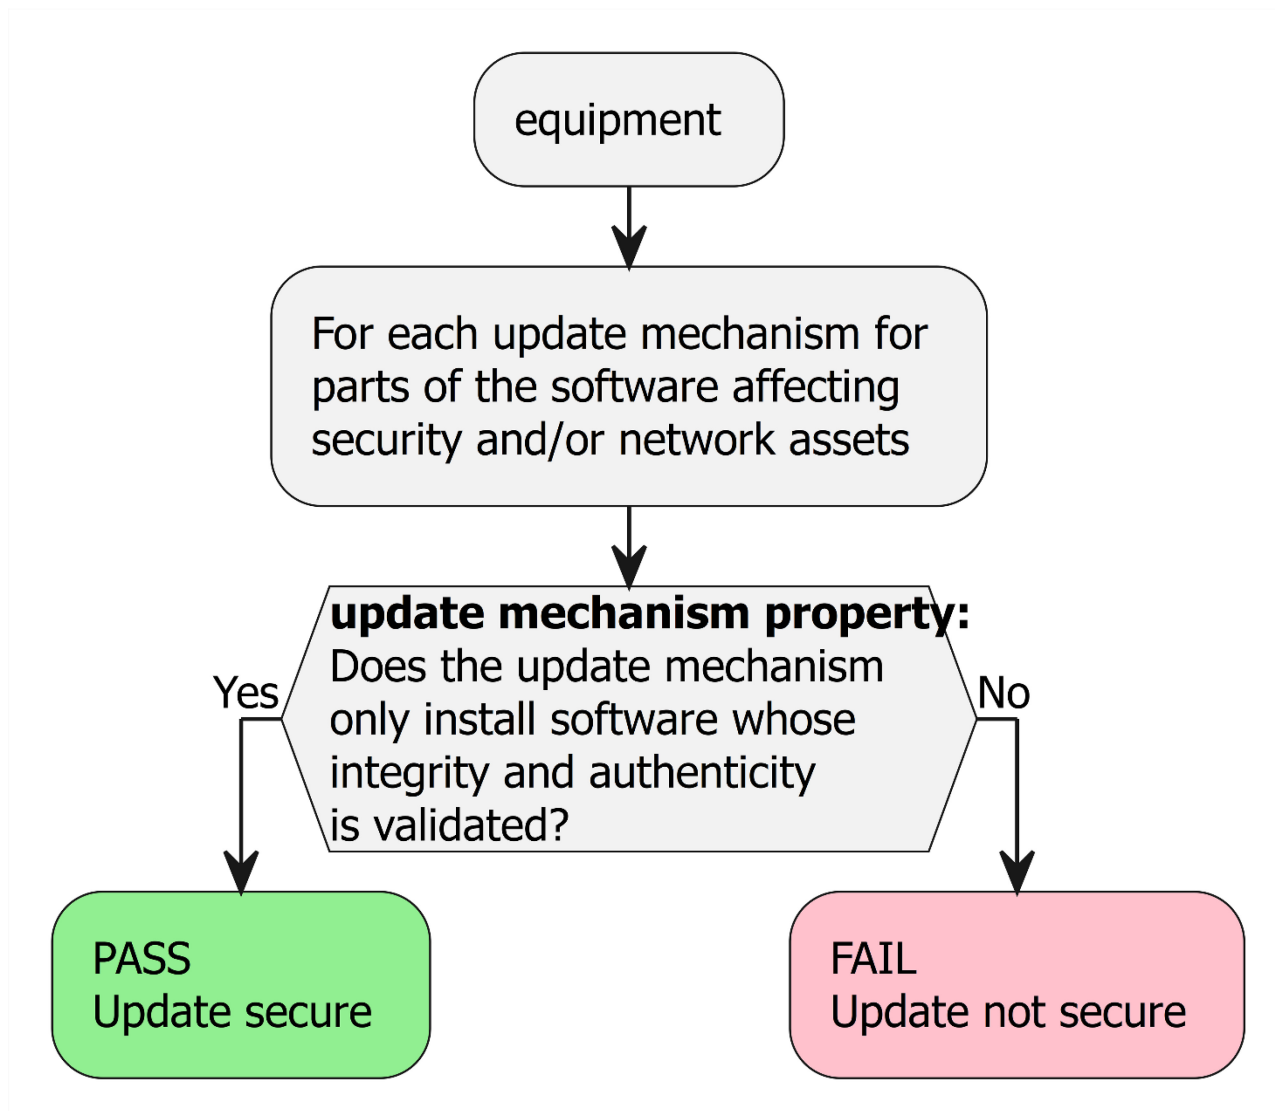 equipment
For each update mechanism for
parts of the software affecting
security and/or network assets
update mechanism property:
Does the update mechanism
only install software whose
integrity and authenticity
is validated?
Yes
No
PASS
Update secure
FAIL
Update not secure